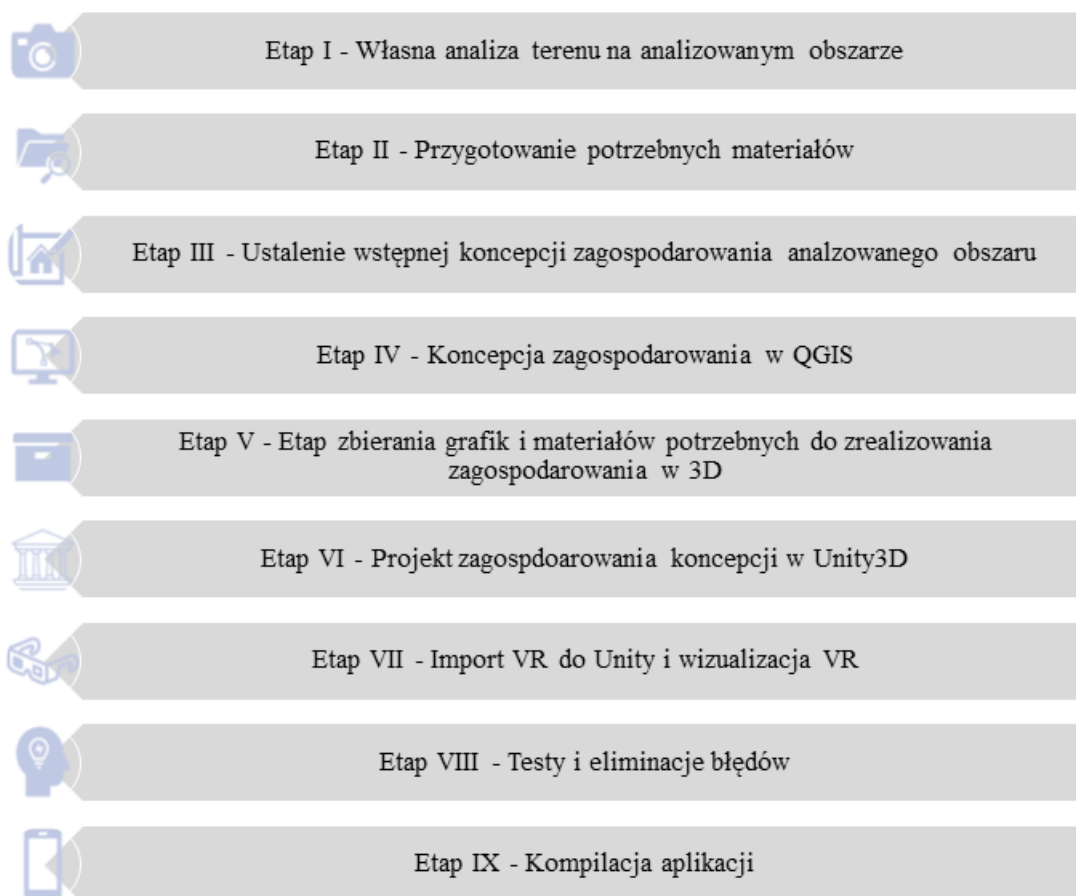 Etap I - Własna analiza terenu na analizowanym obszarze
Etap II - Przygotowanie potrzebnych materiałów
Etap III - Ustalenie wstępnej koncepcji zagospodarowania analzowanego obszaru
Etap IV - Koncepcja zagospodarowania w QGIS
Etap V - Etap zbierania grafik i materiałów potrzebnych do zrealizowania
zagospodarowania w 3D
Etap VI - Projekt zagospdoarowania koncepcji w Unity3D
Etap VII - Import VR do Unity i wizualizacja VR
Etap VIII - Testy i eliminacje błędów
Etap IX - Kompilacja aplikacji